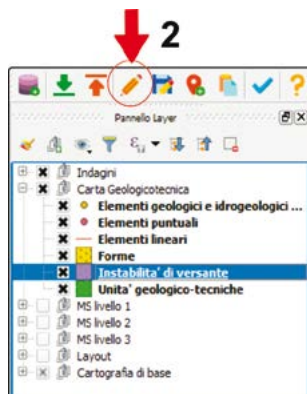 2
Pannello Layer
Indagini
Carta Geologicotecnica
Elementi geologici e idrogeologici ...
Elementi puntuali
Elementi lineari
Forme
Instabilita' di versante
Unita' geologico-tecniche
MS livello 1
MS livello 2
MS livello 3
Layout
Cartografia di base